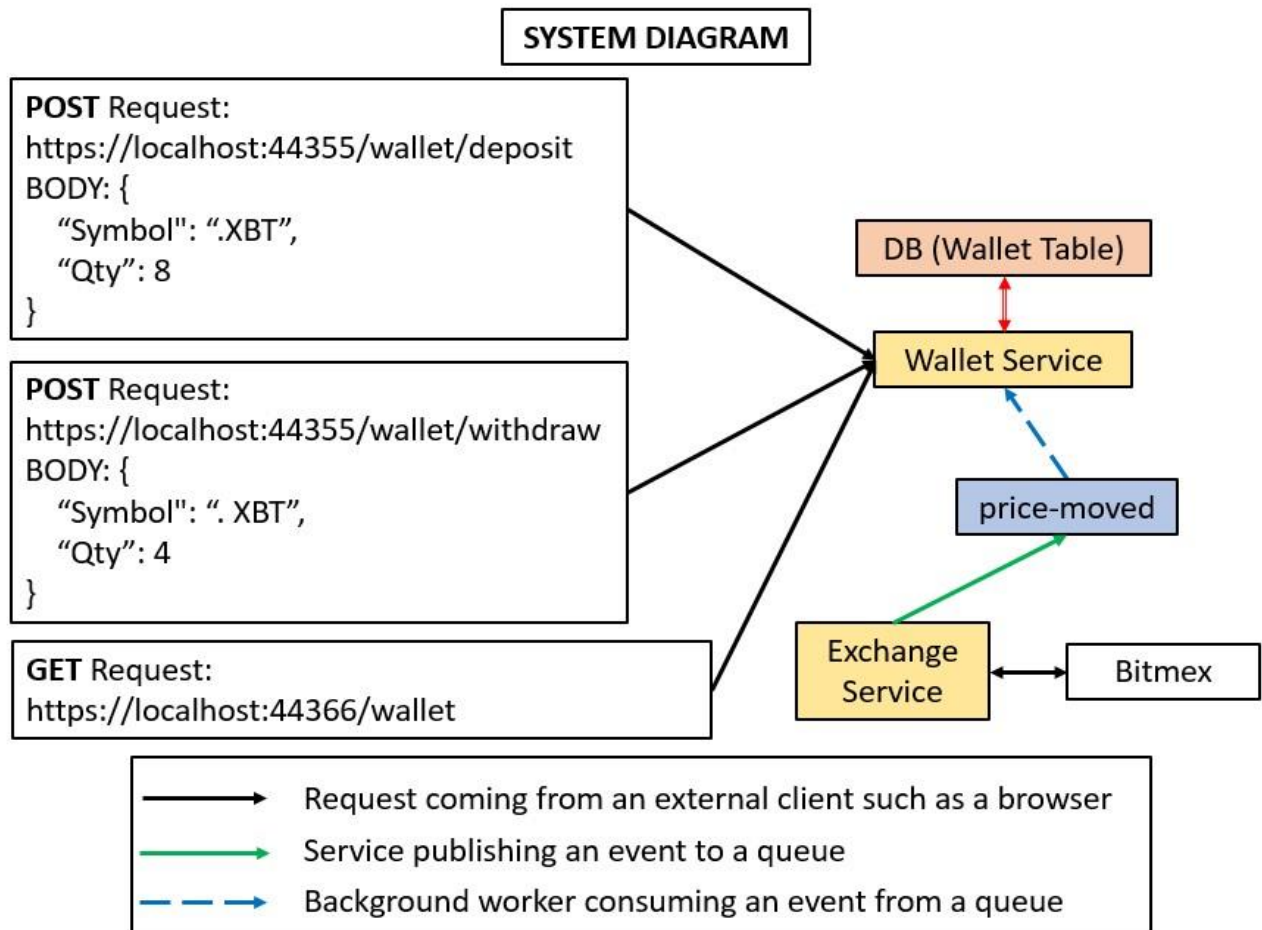 SYSTEM DIAGRAM
POST Request:
https://localhost:44355/wallet/deposit
BODY: {
“Symbol": “.XBT”,
“Qty”: 8
}
POST Request:
https://localhost:44355/wallet/withdraw
BODY: {
“Symbol": “. XBT”,
“Qty”: 4
}
GET Request:
https://localhost:44366/wallet
DB (Wallet Table)
Wallet Service
price-moved
Exchange
Service
Bitmex
Request coming from an external client such as a browser
Service publishing an event to a queue
Background worker consuming an event from a queue